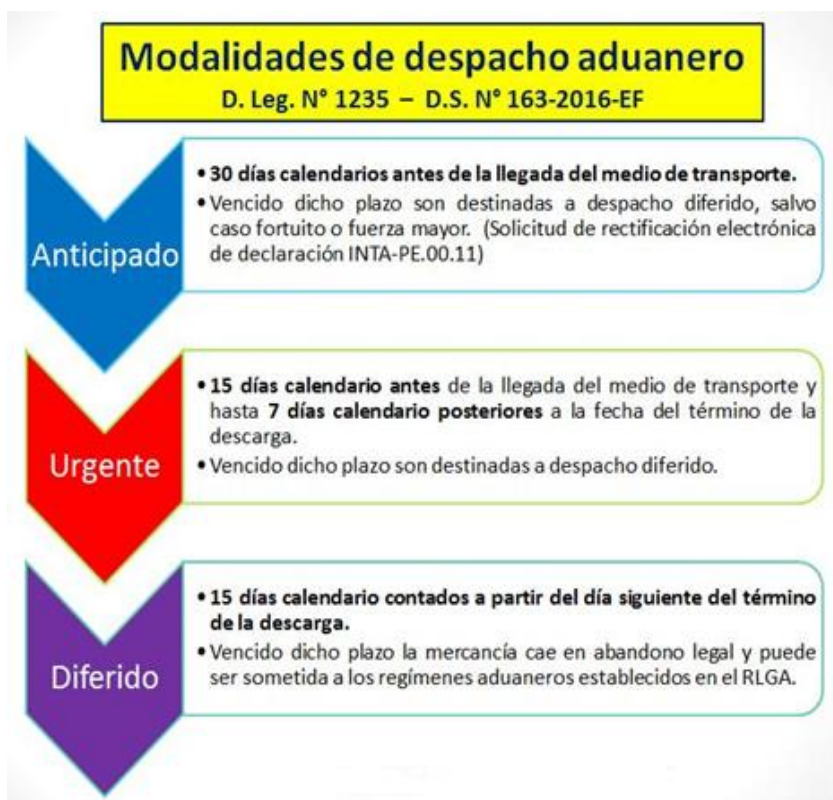 Modalidades de despacho aduanero
D. Leg. N° 1235 – D.S. N° 163-2016-EF
Anticipado
• 30 días calendarios antes de la llegada del medio de transporte.
• Vencido dicho plazo son destinadas a despacho diferido, salvo
caso fortuito o fuerza mayor. (Solicitud de rectificación electrónica
de declaración INTA-PE.00.11)
Urgente
• 15 días calendario antes de la llegada del medio de transporte y
hasta 7 días calendario posteriores a la fecha del término de la
descarga.
• Vencido dicho plazo son destinadas a despacho diferido.
Diferido
• 15 días calendario contados a partir del día siguiente del término
de la descarga.
• Vencido dicho plazo la mercancía cae en abandono legal y puede
ser sometida a los regímenes aduaneros establecidos en el RLGA.